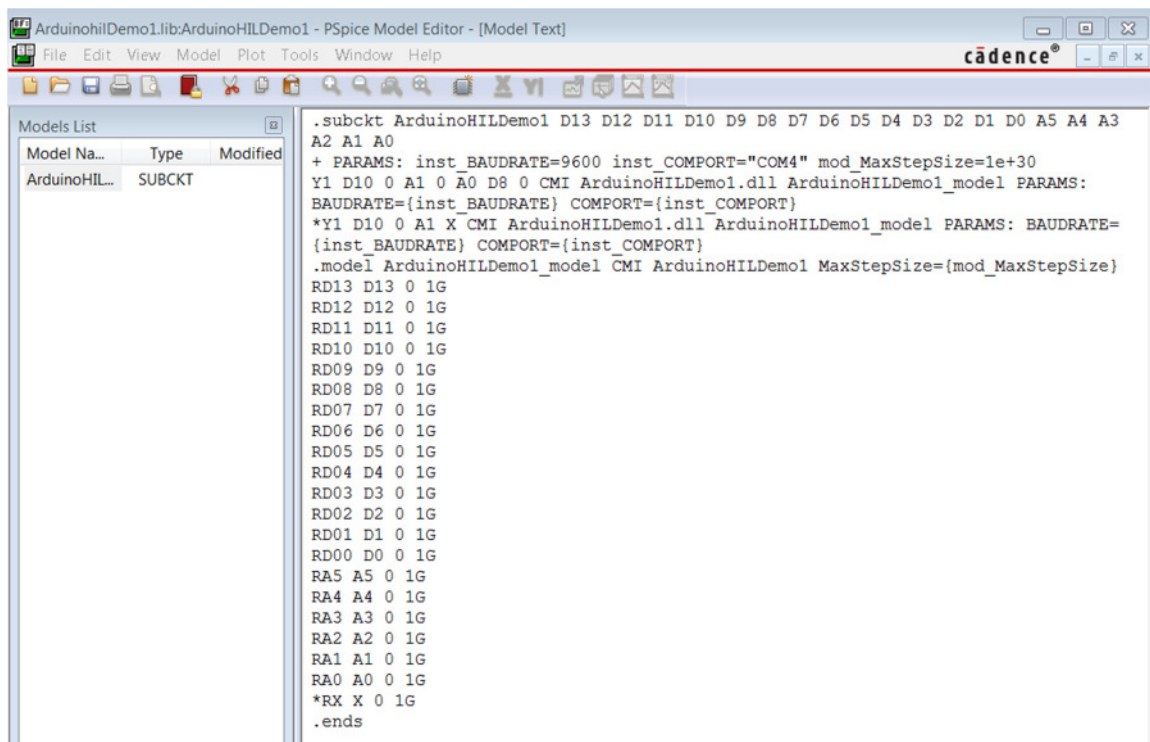 ArduinohilDemo1.lib:ArduinoHILDemo1 - PSpice Model Editor - [Model Text]
File Edit View Model Plot Tools Window Help
cādence®
Models List
Model Na... Type Modified
ArduinoHIL... SUBCKT
.subckt ArduinoHILDemo1 D13 D12 D11 D10 D9 D8 D7 D6 D5 D4 D3 D2 D1 D0 A5 A4 A3
A2 A1 A0
+ PARAMS: inst_BAUDRATE=9600 inst_COMPORT="COM4" mod_MaxStepSize=1e+30
Y1 D10 0 A1 0 A0 D8 0 CMI ArduinoHILDemo1.dll ArduinoHILDemo1_model PARAMS:
BAUDRATE={inst_BAUDRATE} COMPORT={inst_COMPORT}
*Y1 D10 0 A1 X CMI ArduinoHILDemo1.dll ArduinoHILDemo1_model PARAMS: BAUDRATE=
{inst_BAUDRATE} COMPORT={inst_COMPORT}
.model ArduinoHILDemo1_model CMI ArduinoHILDemo1 MaxStepSize={mod_MaxStepSize}
RD13 D13 0 1G
RD12 D12 0 1G
RD11 D11 0 1G
RD10 D10 0 1G
RD09 D9 0 1G
RD08 D8 0 1G
RD07 D7 0 1G
RD06 D6 0 1G
RD05 D5 0 1G
RD04 D4 0 1G
RD03 D3 0 1G
RD02 D2 0 1G
RD01 D1 0 1G
RD00 D0 0 1G
RA5 A5 0 1G
RA4 A4 0 1G
RA3 A3 0 1G
RA2 A2 0 1G
RA1 A1 0 1G
RA0 A0 0 1G
*RX X 0 1G
.ends